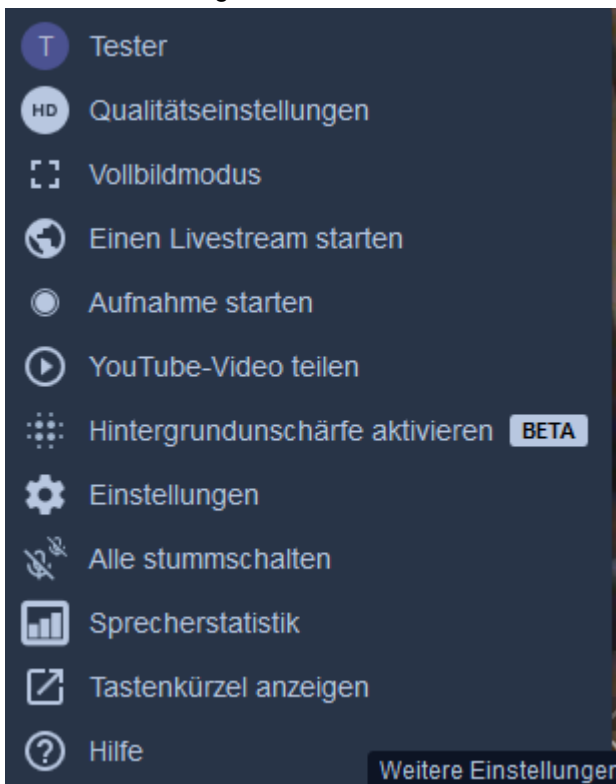 T Tester
HD Qualitätseinstellungen
Vollbildmodus
Einen Livestream starten
Aufnahme starten
YouTube-Video teilen
Hintergrundunschärfe aktivieren BETA
Einstellungen
Alle stummschalten
Sprecherstatistik
Tastenkürzel anzeigen
Hilfe
Weitere Einstellungen